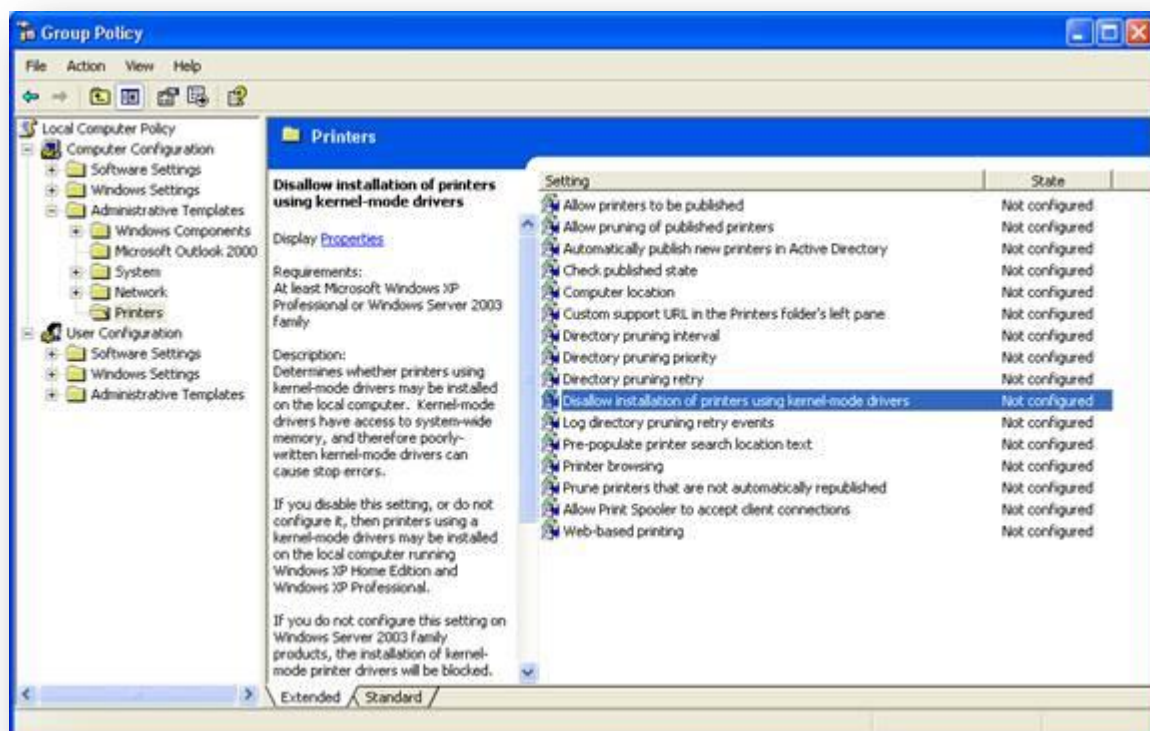 Group Policy
File Action View Help
Local Computer Policy
Computer Configuration
Software Settings
Windows Settings
Administrative Templates
Windows Components
Microsoft Outlook 2000
System
Network
Printers
User Configuration
Software Settings
Windows Settings
Administrative Templates
Printers
Disallow installation of printers
using kernel-mode drivers
Display Properties
Requirements:
At least Microsoft Windows XP
Professional or Windows Server 2003
family
Description:
Determines whether printers using
kernel-mode drivers may be installed
on the local computer. Kernel-mode
drivers have access to system-wide
memory, and therefore poorly-
written kernel-mode drivers can
cause stop errors.
If you disable this setting, or do not
configure it, then printers using a
kernel-mode drivers may be installed
on the local computer running
Windows XP Home Edition and
Windows XP Professional.
If you do not configure this setting on
Windows Server 2003 family
products, the installation of kernel-
mode printer drivers will be blocked.
Setting State
Allow printers to be published Not configured
Allow pruning of published printers Not configured
Automatically publish new printers in Active Directory Not configured
Check published state Not configured
Computer location Not configured
Custom support URL in the Printers folder's left pane Not configured
Directory pruning interval Not configured
Directory pruning priority Not configured
Directory pruning retry Not configured
Disallow installation of printers using kernel-mode drivers Not configured
Log directory pruning retry events Not configured
Pre-populate printer search location text Not configured
Printer browsing Not configured
Prune printers that are not automatically republished Not configured
Allow Print Spooler to accept client connections Not configured
Web-based printing Not configured
Extended Standard